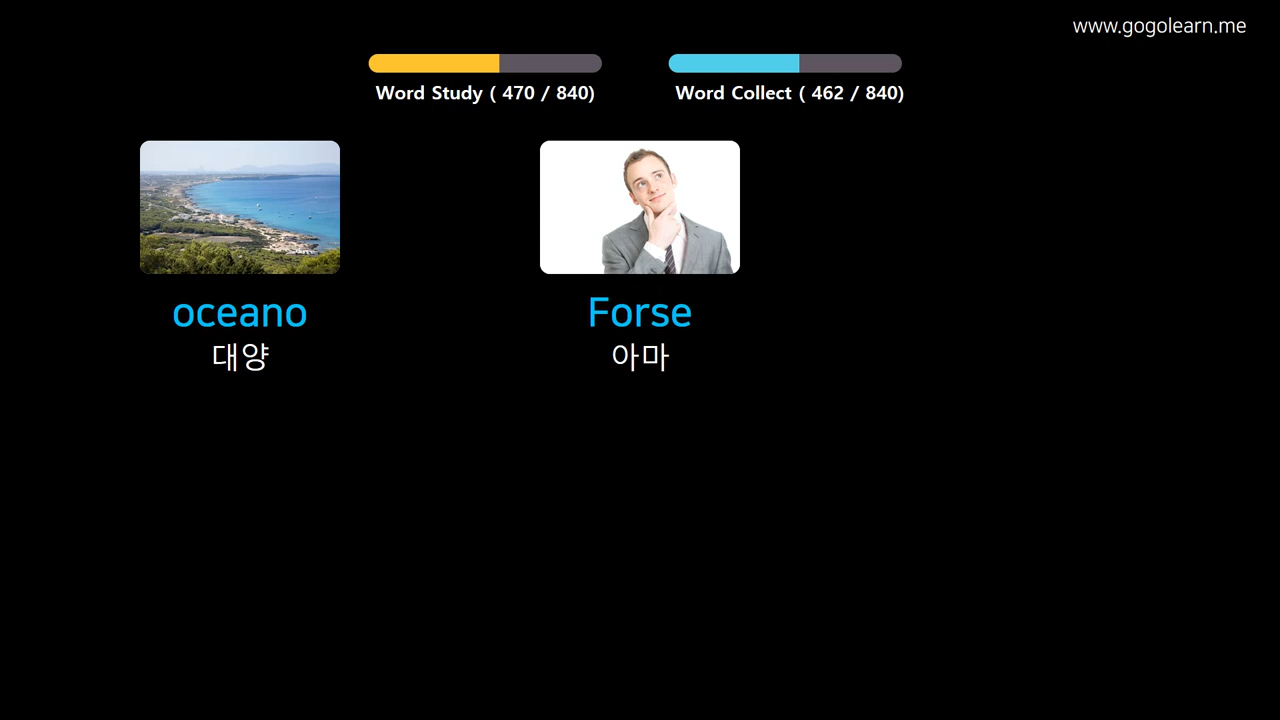 www.gogolearn.me
Word Study ( 470 / 840)
Word Collect ( 462 / 840)
oceano
대양
Forse
아마